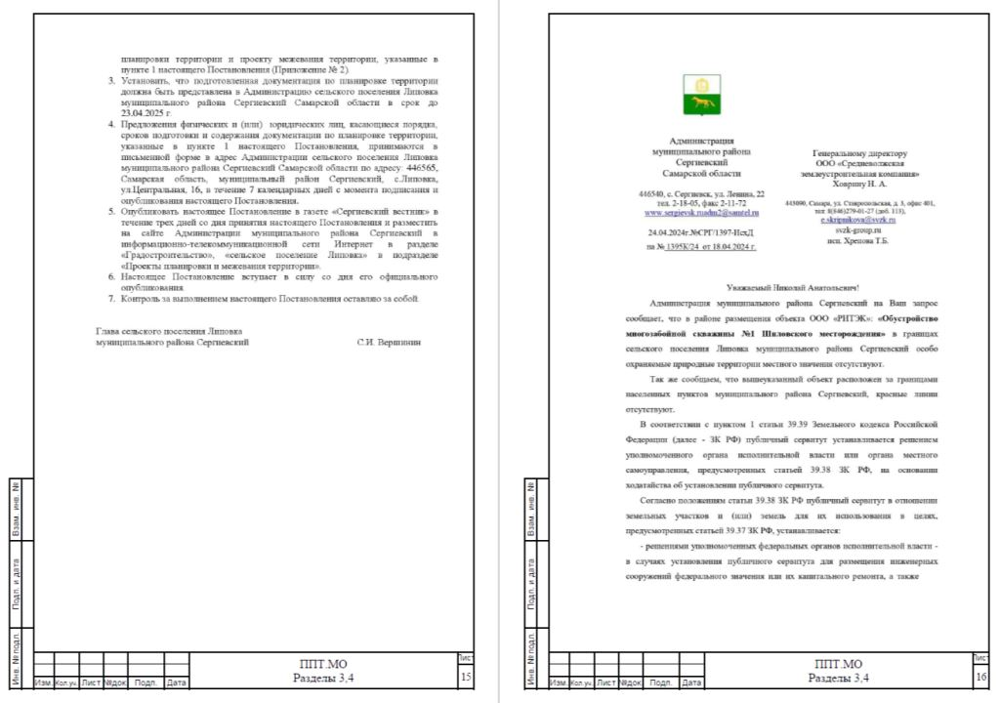 планировки территории и проекту межевания территории, указанные в
пункте 1 настоящего Постановления (Приложение № 2).
3. Установить, что подготовленная документация по планировке территории
должна быть представлена в Администрацию сельского поселения Липовка
муниципального района Сергиевский Самарской области в срок до
23.04.2025 г.
4. Предложения физических и (или) юридических лиц, касающиеся порядка,
сроков подготовки и содержания документации по планировке территории,
указанные в пункте 1 настоящего Постановления, принимаются в
письменной форме в адрес Администрации сельского поселения Липовка
муниципального района Сергиевский Самарской области по адресу: 446565,
Самарская область, муниципальный район Сергиевский, с.Липовка,
ул.Центральная, 16, в течение 7 календарных дней с момента подписания и
опубликования настоящего Постановления.
5. Опубликовать настоящее Постановление в газете «Сергиевский вестник» в
течение трех дней со дня принятия настоящего Постановления и разместить
на сайте Администрации муниципального района Сергиевский в
информационно-телекоммуникационной сети Интернет в разделе
«Градостроительство», «сельское поселение Липовка» в подразделе
«Проекты планировки и межевания территории».
6. Настоящее Постановление вступает в силу со дня его официального
опубликования.
7. Контроль за выполнением настоящего Постановления оставляю за собой.
Глава сельского поселения Липовка
муниципального района Сергиевский С.И. Вершинин
Взам. инв. №
Подп. и дата
Инв. № подл.
Изм. Кол.уч. Лист №док Подп. Дата
ППТ.МО
Разделы 3,4
Лист
15
Администрация
муниципального района
Сергиевский
Самарской области
446540, с. Сергиевск, ул. Ленина, 22
тел. 2-18-05, факс 2-11-72
www.sergievsk.ruadm2@samtel.ru
24.04.2024г.№СРГ/1397-ИсхД
на № 1395К/24 от 18.04.2024 г.
Генеральному директору
ООО «Средневолжская
землеустроительная компания»
Ховрину Н. А.
443090, Самара, ул. Ставропольская, д. 3, офис 401,
тел: 8(846)279-01-27 (доб. 113),
e.skripnikova@svzk.ru
svzk-group.ru
исп. Хрепова Т.Б.
Уважаемый Николай Анатольевич!
Администрация муниципального района Сергиевский на Ваш запрос
сообщает, что в районе размещения объекта ООО «РИТЭК»: «Обустройство
многозабойной скважины №1 Шиловского месторождения» в границах
сельского поселения Липовка муниципального района Сергиевский особо
охраняемые природные территории местного значения отсутствуют.
Так же сообщаем, что вышеуказанный объект расположен за границами
населенных пунктов муниципального района Сергиевский, красные линии
отсутствуют.
В соответствии с пунктом 1 статьи 39.39 Земельного кодекса Российской
Федерации (далее - ЗК РФ) публичный сервитут устанавливается решением
уполномоченного органа исполнительной власти или органа местного
самоуправления, предусмотренных статьей 39.38 ЗК РФ, на основании
ходатайства об установлении публичного сервитута.
Согласно положениям статьи 39.38 ЗК РФ публичный сервитут в отношении
земельных участков и (или) земель для их использования в целях,
предусмотренных статьей 39.37 ЗК РФ, устанавливается:
- решениями уполномоченных федеральных органов исполнительной власти -
в случаях установления публичного сервитута для размещения инженерных
сооружений федерального значения или их капитального ремонта, а также
Взам. инв. №
Подп. и дата
Инв. № подл.
Изм. Кол.уч. Лист №док Подп. Дата
ППТ.МО
Разделы 3,4
Лист
16